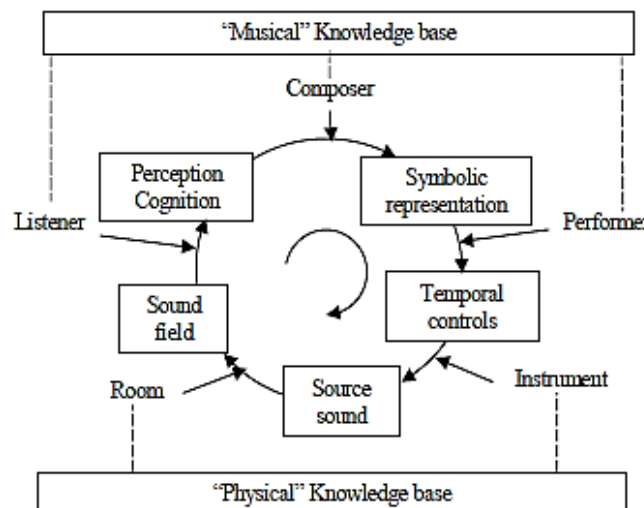 “Musical” Knowledge base
Composer
Perception
Cognition
Symbolic
representation
Listener
Performer
Sound
field
Temporal
controls
Room
Source
sound
Instrument
“Physical” Knowledge base